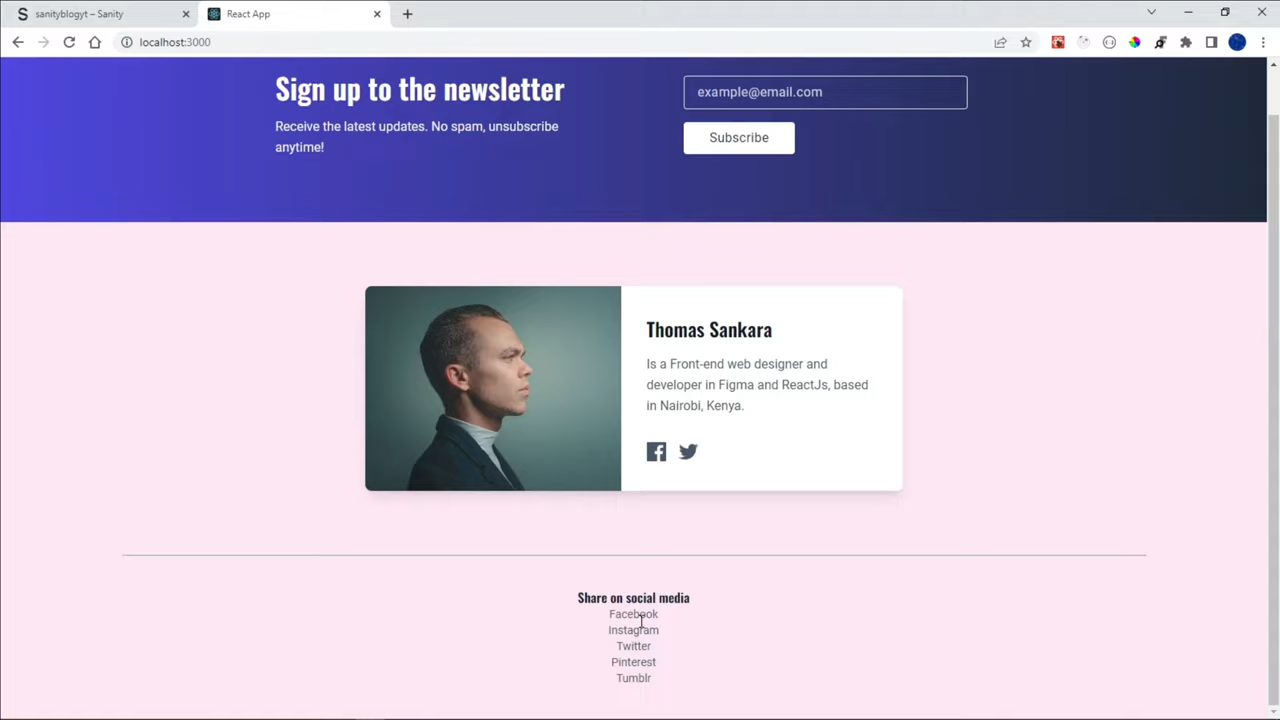 sanityblogyt – Sanity
React App
localhost:3000
Sign up to the newsletter
Receive the latest updates. No spam, unsubscribe
anytime!
example@email.com
Subscribe
Thomas Sankara
Is a Front-end web designer and
developer in Figma and ReactJs, based
in Nairobi, Kenya.
Share on social media
Facebook
Instagram
Twitter
Pinterest
Tumblr